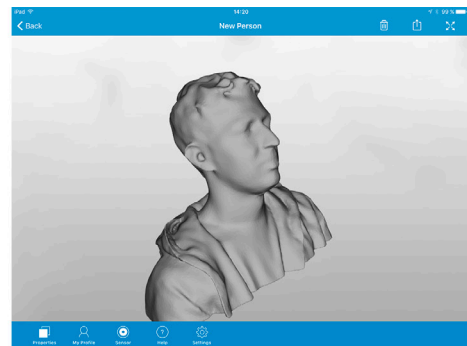 iPad 14:20 99 %
Back New Person
Properties My Profile Sensor Help Settings